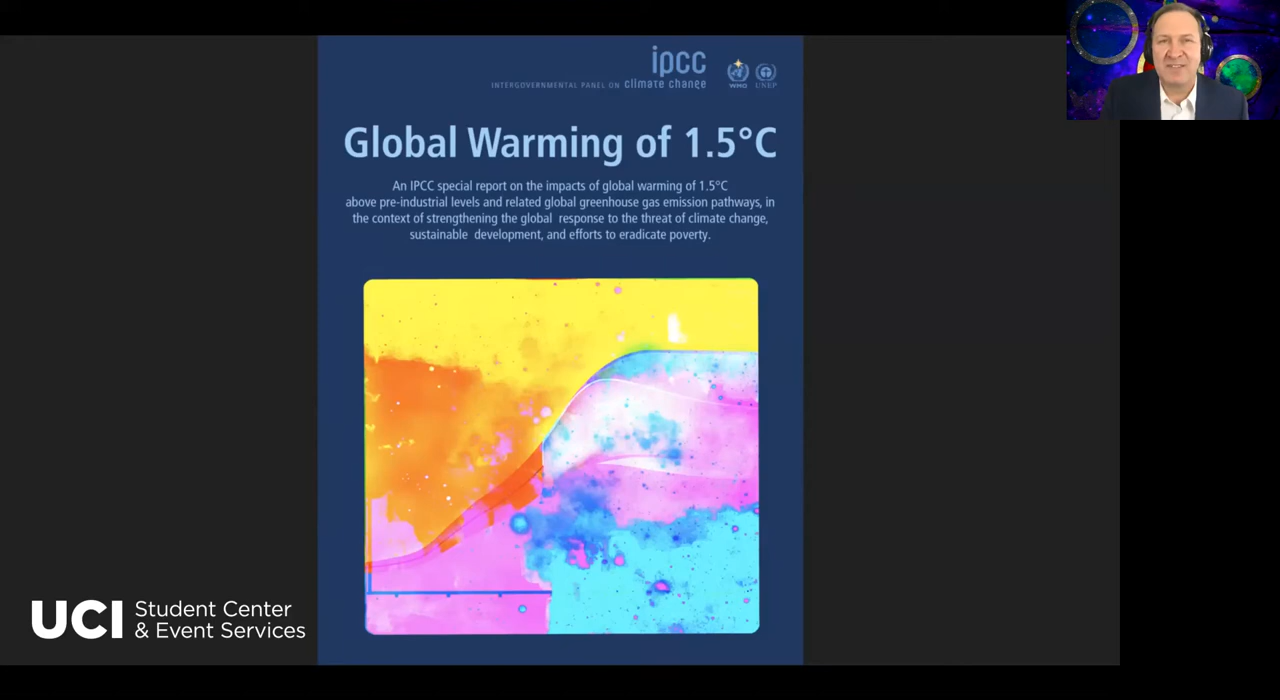 ipcc
INTERGOVERNMENTAL PANEL ON climate change
WMO UNEP
Global Warming of 1.5°C
An IPCC special report on the impacts of global warming of 1.5°C
above pre-industrial levels and related global greenhouse gas emission pathways, in
the context of strengthening the global response to the threat of climate change,
sustainable development, and efforts to eradicate poverty.
UCI Student Center
& Event Services